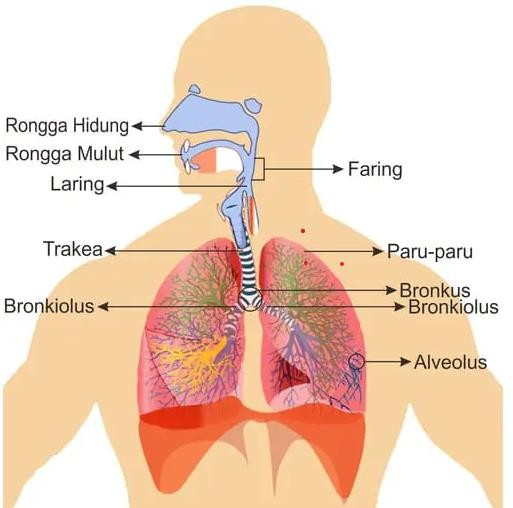 Rongga Hidung
Rongga Mulut
Faring
Laring
Trakea
Paru-paru
Bronkus
Bronkiolus
Bronkiolus
Alveolus